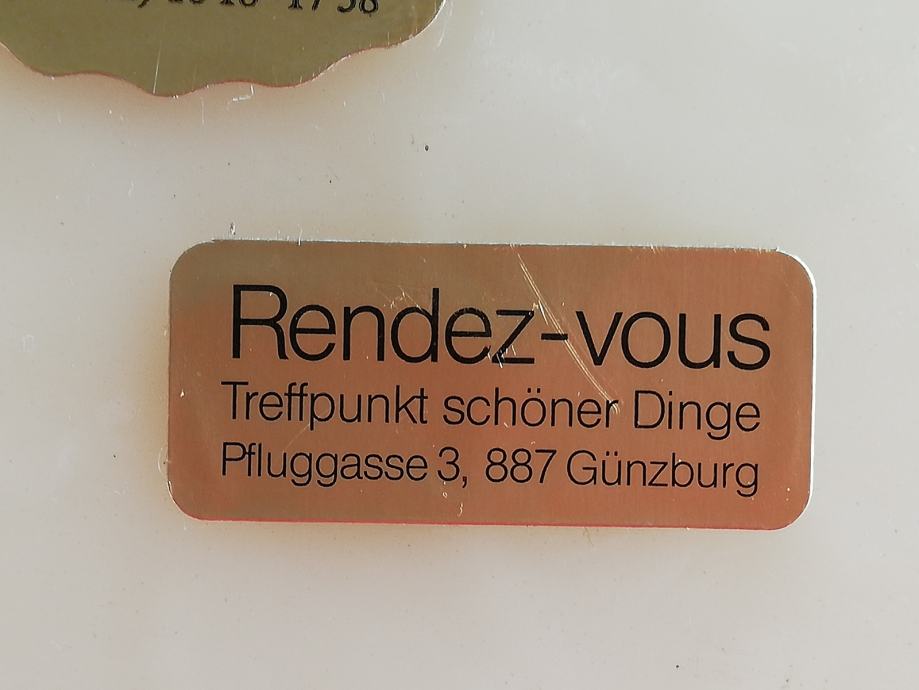 Rendez-vous
Treffpunkt schöner Dinge
Pfluggasse 3, 887 Günzburg